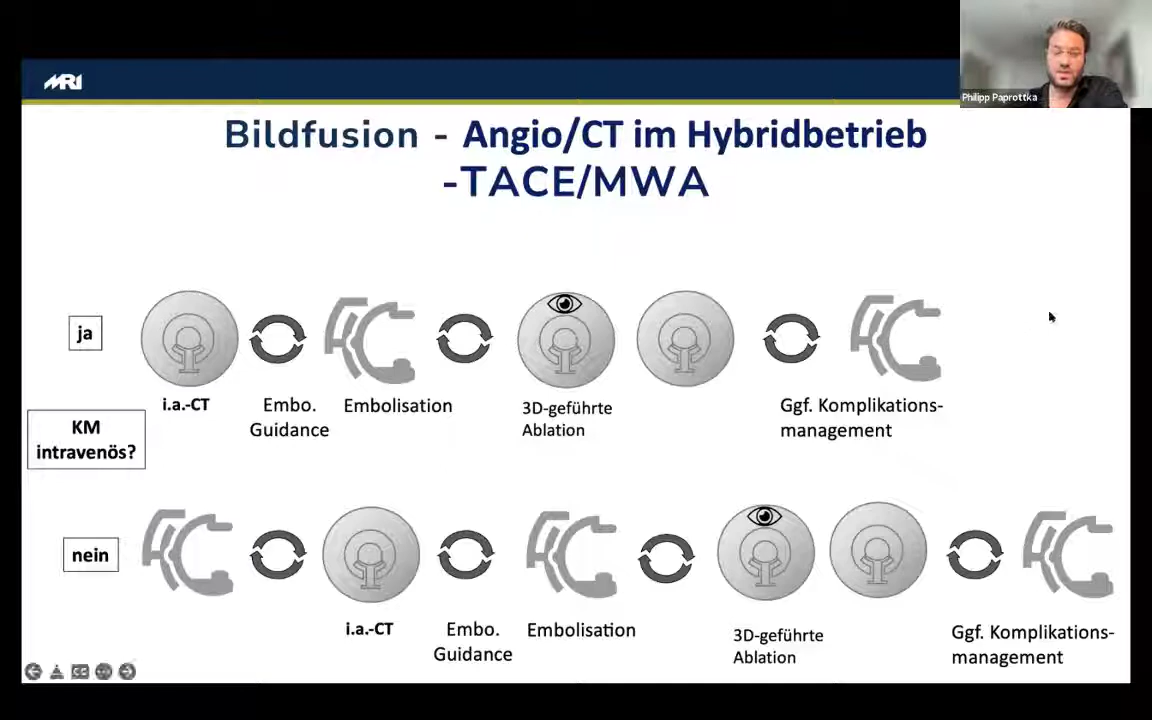 MRI
Philipp Paprottka
Bildfusion - Angio/CT im Hybridbetrieb
-TACE/MWA
ja
i.a.-CT
Embo.
Guidance
Embolisation
3D-geführte
Ablation
Ggf. Komplikations-
management
KM
intravenös?
nein
i.a.-CT
Embo.
Guidance
Embolisation
3D-geführte
Ablation
Ggf. Komplikations-
management